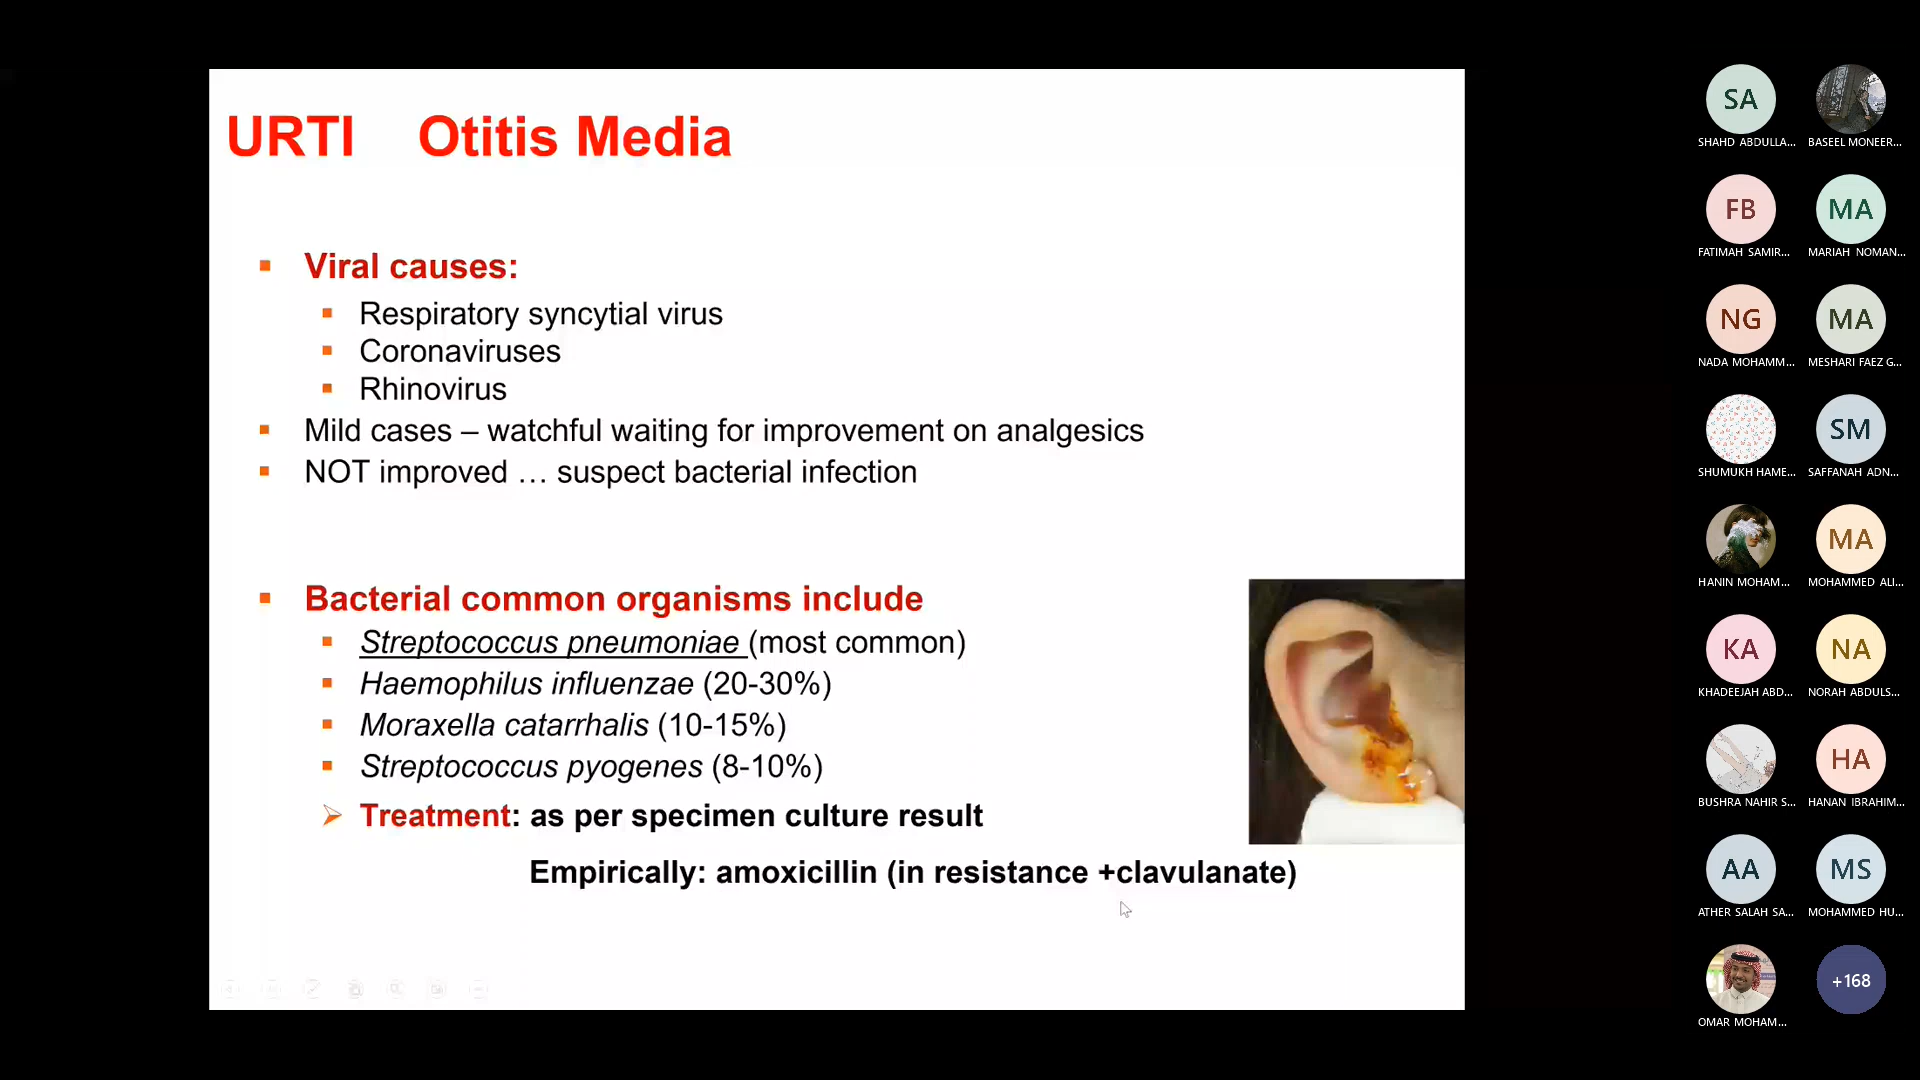 URTI Otitis Media
Viral causes:
Respiratory syncytial virus
Coronaviruses
Rhinovirus
Mild cases – watchful waiting for improvement on analgesics
NOT improved … suspect bacterial infection
Bacterial common organisms include
Streptococcus pneumoniae (most common)
Haemophilus influenzae (20-30%)
Moraxella catarrhalis (10-15%)
Streptococcus pyogenes (8-10%)
Treatment: as per specimen culture result
Empirically: amoxicillin (in resistance +clavulanate)
SA
SHAHD ABDULLA... BASEEL MONEER...
FB MA
FATIMAH SAMIR... MARIAH NOMAN...
NG MA
NADA MOHAMM... MESHARI FAEZ G...
SM
SHUMUKH HAME... SAFFANAH ADN...
MA
HANIN MOHAM... MOHAMMED ALI...
KA NA
KHADEEJAH ABD... NORAH ABDULS...
HA
BUSHRA NAHIR S... HANAN IBRAHIM...
AA MS
ATHER SALAH SA... MOHAMMED HU...
+168
OMAR MOHAM...